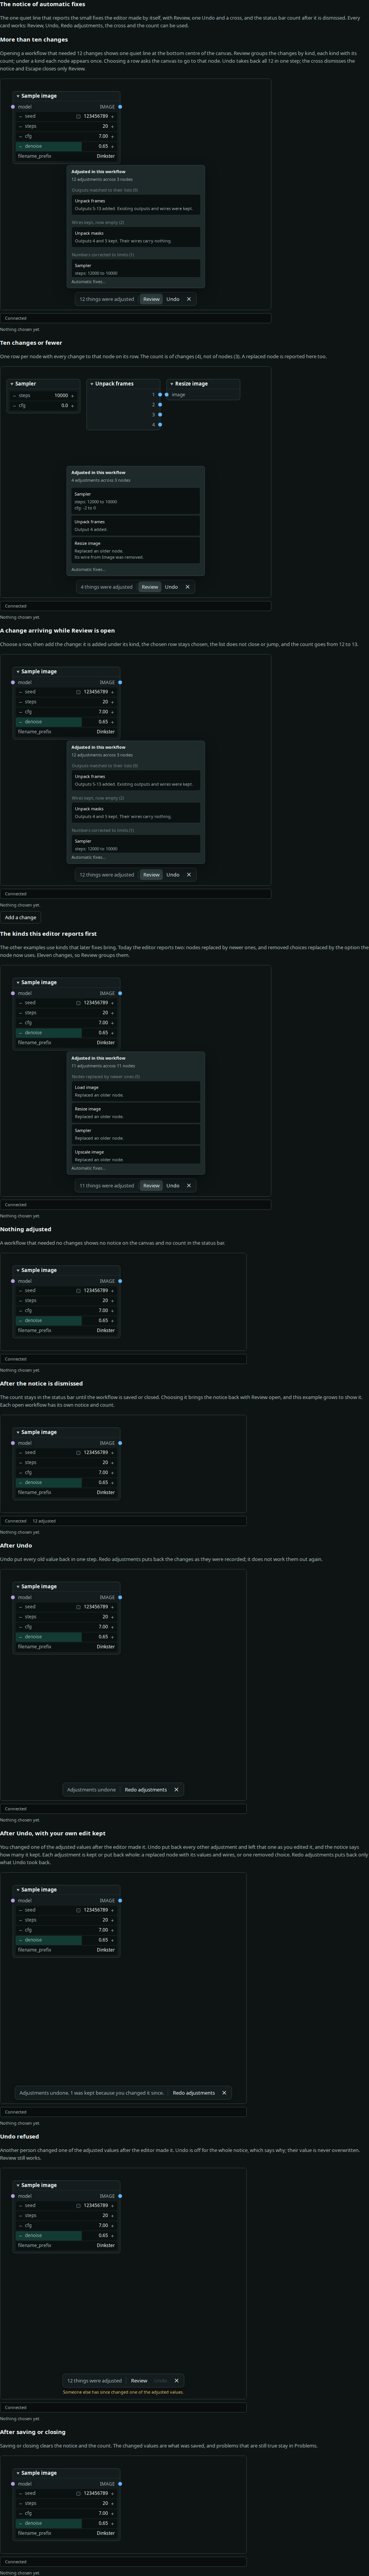 The notice of automatic fixes
The one quiet line that reports the small fixes the editor made by itself, with Review, one Undo and a cross, and the status bar count after it is dismissed. Every
card works: Review, Undo, Redo adjustments, the cross and the count can be used.
More than ten changes
Opening a workflow that needed 12 changes shows one quiet line at the bottom centre of the canvas. Review groups the changes by kind, each kind with its
count; under a kind each node appears once. Choosing a row asks the canvas to go to that node. Undo takes back all 12 in one step; the cross dismisses the
notice and Escape closes only Review.
▾ Sample image
model IMAGE
– seed 123456789 +
– steps 20 +
– cfg 7.00 +
– denoise 0.65 +
filename_prefix Dinkster
Adjusted in this workflow
12 adjustments across 3 nodes
Outputs matched to their lists (9)
Unpack frames
Outputs 5-13 added. Existing outputs and wires were kept.
Wires kept, now empty (2)
Unpack masks
Outputs 4 and 5 kept. Their wires carry nothing.
Numbers corrected to limits (1)
Sampler
steps: 12000 to 10000
Automatic fixes…
12 things were adjusted Review Undo ✕
Connected
Nothing chosen yet.
Ten changes or fewer
One row per node with every change to that node on its row. The count is of changes (4), not of nodes (3). A replaced node is reported here too.
▾ Sampler
– steps 10000 +
– cfg 0.0 +
▾ Unpack frames
1
2
3
4
▾ Resize image
image
Adjusted in this workflow
4 adjustments across 3 nodes
Sampler
steps: 12000 to 10000
cfg: -2 to 0
Unpack frames
Output 4 added.
Resize image
Replaced an older node.
Its wire from Image was removed.
Automatic fixes…
4 things were adjusted Review Undo ✕
Connected
Nothing chosen yet.
A change arriving while Review is open
Choose a row, then add the change: it is added under its kind, the chosen row stays chosen, the list does not close or jump, and the count goes from 12 to 13.
▾ Sample image
model IMAGE
– seed 123456789 +
– steps 20 +
– cfg 7.00 +
– denoise 0.65 +
filename_prefix Dinkster
Adjusted in this workflow
12 adjustments across 3 nodes
Outputs matched to their lists (9)
Unpack frames
Outputs 5-13 added. Existing outputs and wires were kept.
Wires kept, now empty (2)
Unpack masks
Outputs 4 and 5 kept. Their wires carry nothing.
Numbers corrected to limits (1)
Sampler
steps: 12000 to 10000
Automatic fixes…
12 things were adjusted Review Undo ✕
Connected
Nothing chosen yet.
Add a change
The kinds this editor reports first
The other examples use kinds that later fixes bring. Today the editor reports two: nodes replaced by newer ones, and removed choices replaced by the option the
node now uses. Eleven changes, so Review groups them.
▾ Sample image
model IMAGE
– seed 123456789 +
– steps 20 +
– cfg 7.00 +
– denoise 0.65 +
filename_prefix Dinkster
Adjusted in this workflow
11 adjustments across 11 nodes
Load image
Replaced an older node.
Resize image
Replaced an older node.
Sampler
Replaced an older node.
Upscale image
Replaced an older node.
Automatic fixes…
11 things were adjusted Review Undo ✕
Connected
Nothing chosen yet.
Nothing adjusted
A workflow that needed no changes shows no notice on the canvas and no count in the status bar.
▾ Sample image
model IMAGE
– seed 123456789 +
– steps 20 +
– cfg 7.00 +
– denoise 0.65 +
filename_prefix Dinkster
Connected
Nothing chosen yet.
After the notice is dismissed
The count stays in the status bar until the workflow is saved or closed. Choosing it brings the notice back with Review open, and this example grows to show it.
Each open workflow has its own notice and count.
▾ Sample image
model IMAGE
– seed 123456789 +
– steps 20 +
– cfg 7.00 +
– denoise 0.65 +
filename_prefix Dinkster
Connected 12 adjusted
Nothing chosen yet.
After Undo
Undo put every old value back in one step. Redo adjustments puts back the changes as they were recorded; it does not work them out again.
▾ Sample image
model IMAGE
– seed 123456789 +
– steps 20 +
– cfg 7.00 +
– denoise 0.65 +
filename_prefix Dinkster
Adjustments undone Redo adjustments ✕
Connected
Nothing chosen yet.
After Undo, with your own edit kept
You changed one of the adjusted values after the editor made it. Undo put back every other adjustment and left that one as you edited it, and the notice says
how many it kept. Each adjustment is kept or put back whole: a replaced node with its values and wires, or one removed choice. Redo adjustments puts back only
what Undo took back.
▾ Sample image
model IMAGE
– seed 123456789 +
– steps 20 +
– cfg 7.00 +
– denoise 0.65 +
filename_prefix Dinkster
Adjustments undone. 1 was kept because you changed it since. Redo adjustments ✕
Connected
Nothing chosen yet.
Undo refused
Another person changed one of the adjusted values after the editor made it. Undo is off for the whole notice, which says why; their value is never overwritten.
Review still works.
▾ Sample image
model IMAGE
– seed 123456789 +
– steps 20 +
– cfg 7.00 +
– denoise 0.65 +
filename_prefix Dinkster
12 things were adjusted Review Undo ✕
Someone else has since changed one of the adjusted values.
Connected
Nothing chosen yet.
After saving or closing
Saving or closing clears the notice and the count. The changed values are what was saved, and problems that are still true stay in Problems.
▾ Sample image
model IMAGE
– seed 123456789 +
– steps 20 +
– cfg 7.00 +
– denoise 0.65 +
filename_prefix Dinkster
Connected
Nothing chosen yet.